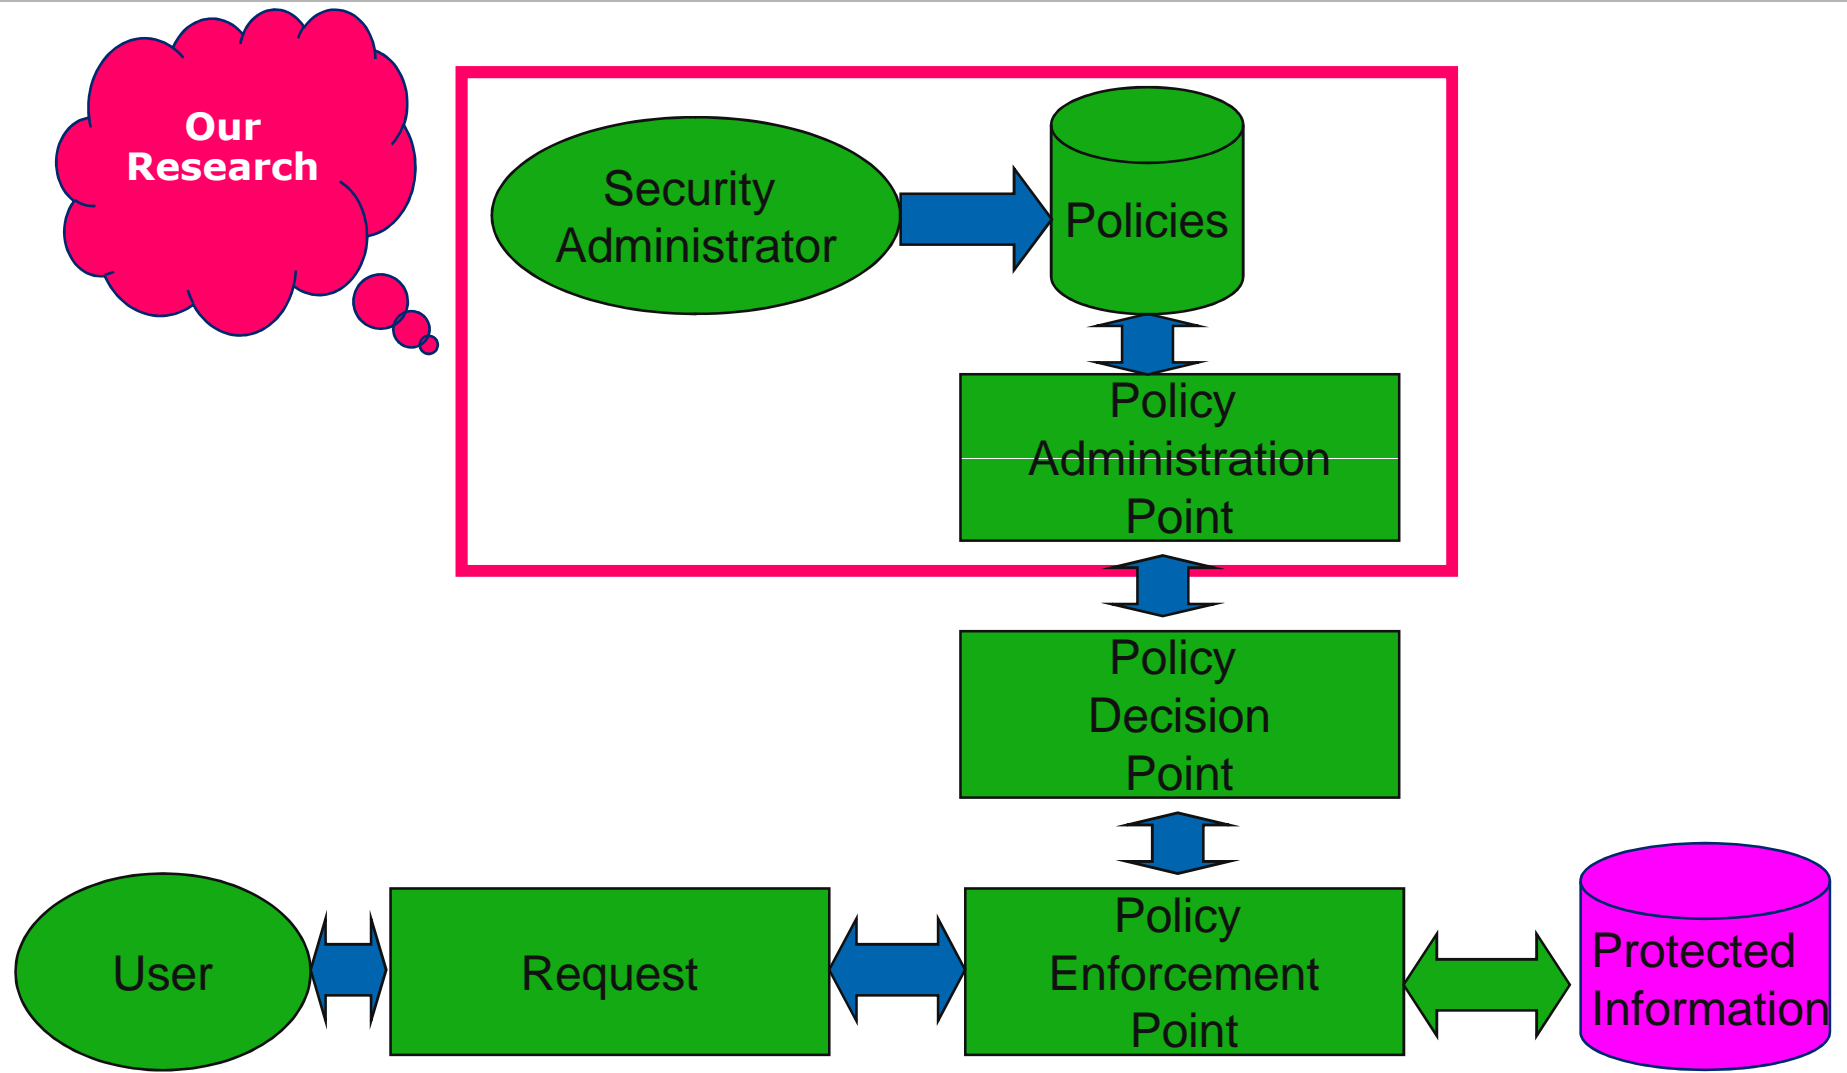 Our
Research
Security
Administrator
Policies
Policy
Administration
Point
Policy
Decision
Point
User
Request
Policy
Enforcement
Point
Protected
Information